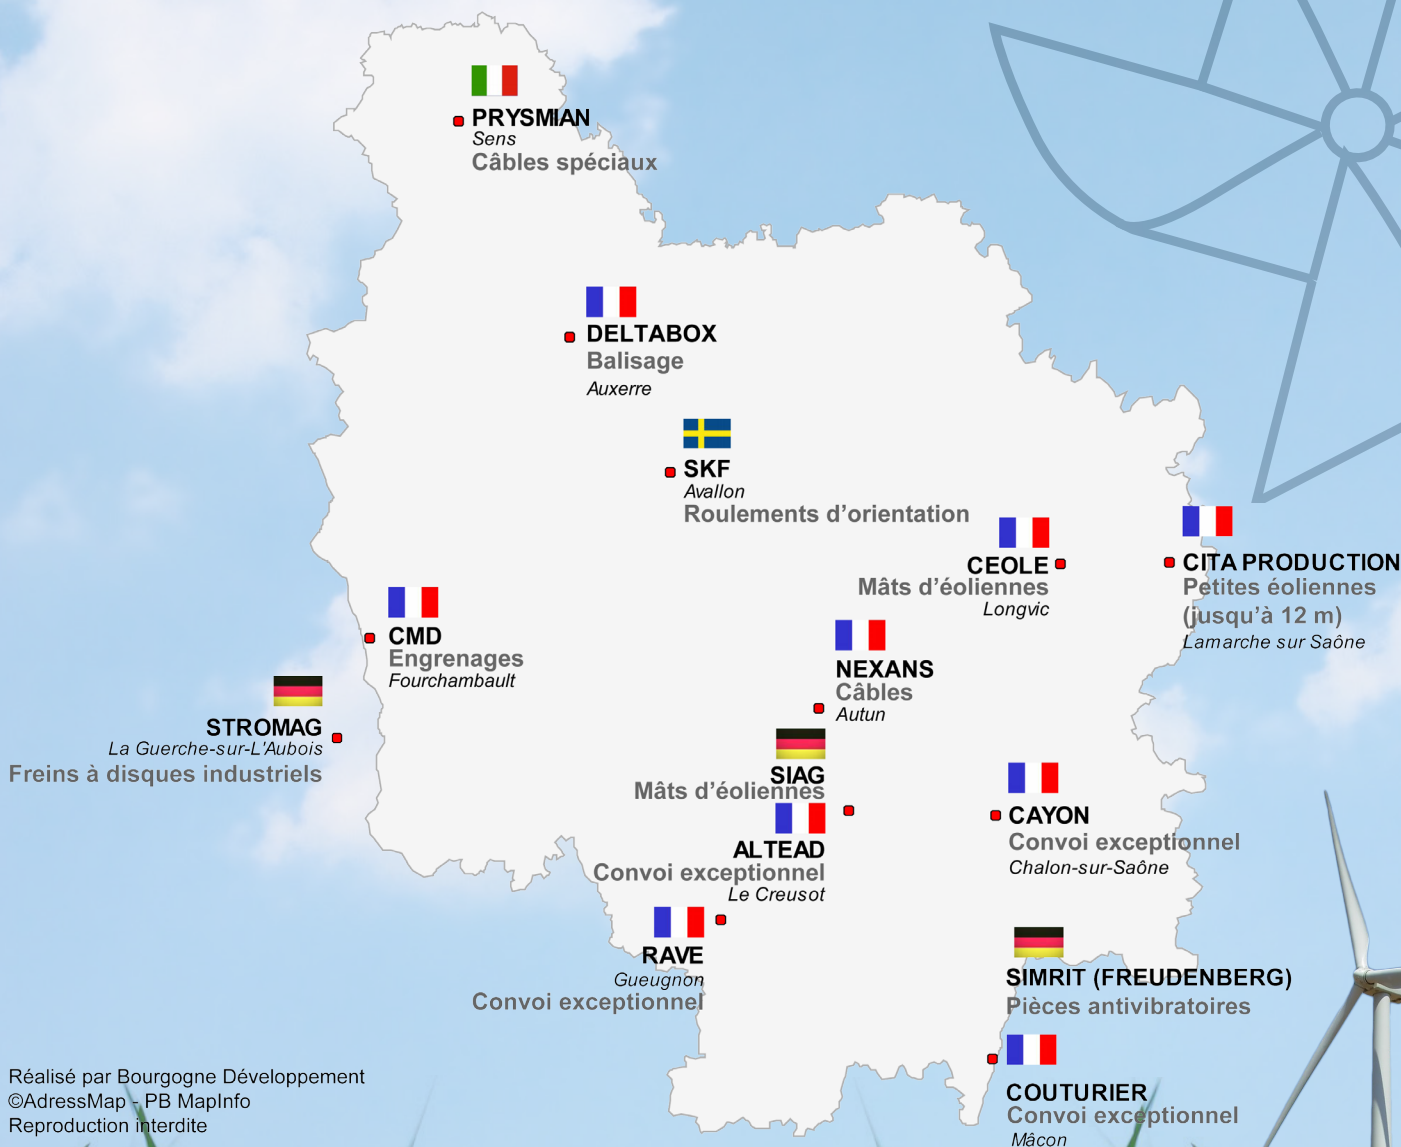 PRYSMIAN
Sens
Câbles spéciaux
DELTABOX
Balisage
Auxerre
SKF
Avallon
Roulements d’orientation
CEOLE
Mâts d’éoliennes
Longvic
CITA PRODUCTION
Petites éoliennes
(jusqu’à 12 m)
Lamarche sur Saône
CMD
Engrenages
Fourchambault
NEXANS
Câbles
Autun
STROMAG
La Guerche-sur-L'Aubois
Freins à disques industriels
SIAG
Mâts d’éoliennes
ALTEAD
Convoi exceptionnel
Le Creusot
CAYON
Convoi exceptionnel
Chalon-sur-Saône
RAVE
Gueugnon
Convoi exceptionnel
SIMRIT (FREUDENBERG)
Pièces antivibratoires
COUTURIER
Convoi exceptionnel
Mâcon
Réalisé par Bourgogne Développement
©AdressMap - PB MapInfo
Reproduction interdite